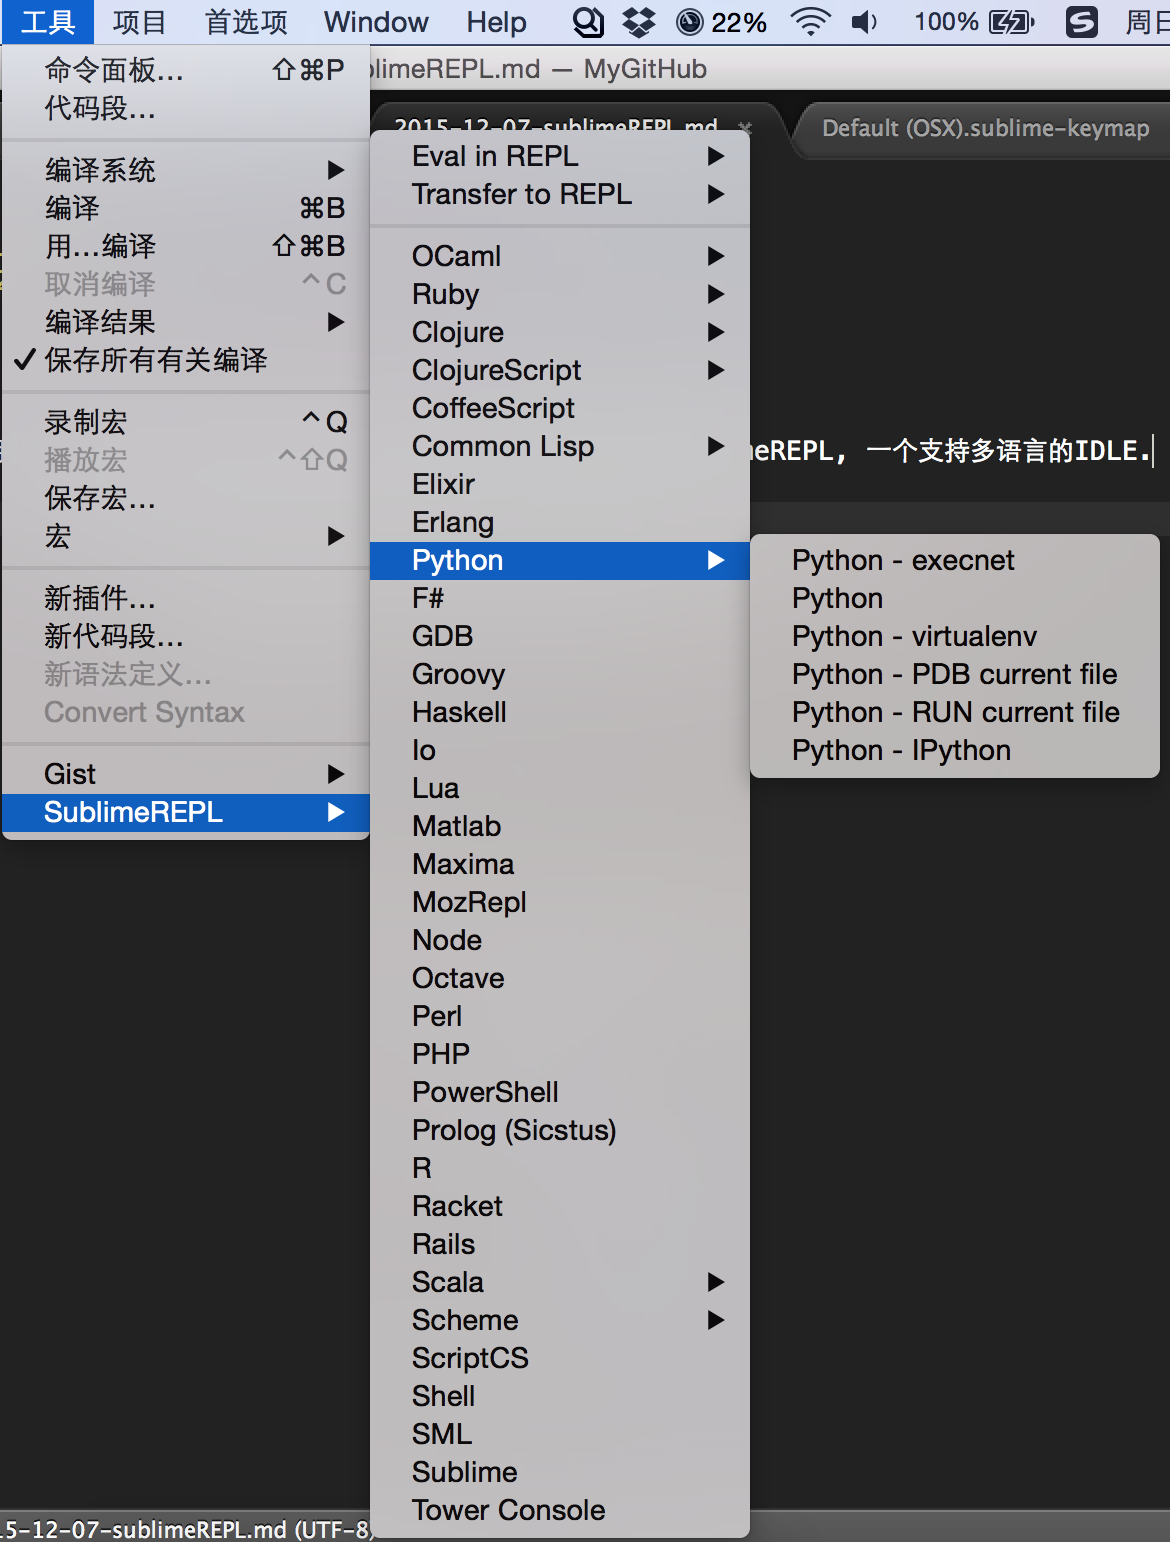 工具 项目 首选项 Window Help 22% 100% 周日
命令面板... ⇧⌘P
代码段...
编译系统
编译 ⌘B
用...编译 ⇧⌘B
取消编译 ^C
编译结果
✓ 保存所有有关编译
录制宏 ^Q
播放宏 ^⇧Q
保存宏...
宏
新插件...
新代码段...
新语法定义...
Convert Syntax
Gist
SublimeREPL
blimeREPL.md — MyGitHub
2015-12-07-sublimeREPL.md
Default (OSX).sublime-keymap
Eval in REPL
Transfer to REPL
OCaml
Ruby
Clojure
ClojureScript
CoffeeScript
Common Lisp
Elixir
Erlang
Python
F#
GDB
Groovy
Haskell
Io
Lua
Matlab
Maxima
MozRepl
Node
Octave
Perl
PHP
PowerShell
Prolog (Sicstus)
R
Racket
Rails
Scala
Scheme
ScriptCS
Shell
SML
Sublime
Tower Console
meREPL, 一个支持多语言的IDLE.
Python - execnet
Python
Python - virtualenv
Python - PDB current file
Python - RUN current file
Python - IPython
15-12-07-sublimeREPL.md (UTF-8)